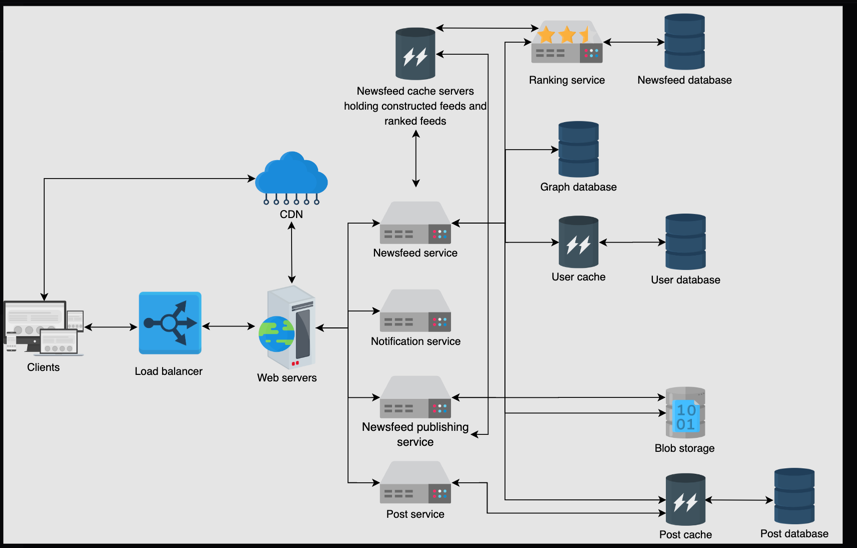 Ranking service
Newsfeed database
Newsfeed cache servers
holding constructed feeds and
ranked feeds
Graph database
CDN
Newsfeed service
User cache
User database
Notification service
Clients
Load balancer
Web servers
Newsfeed publishing
service
10
01
Blob storage
Post service
Post cache
Post database